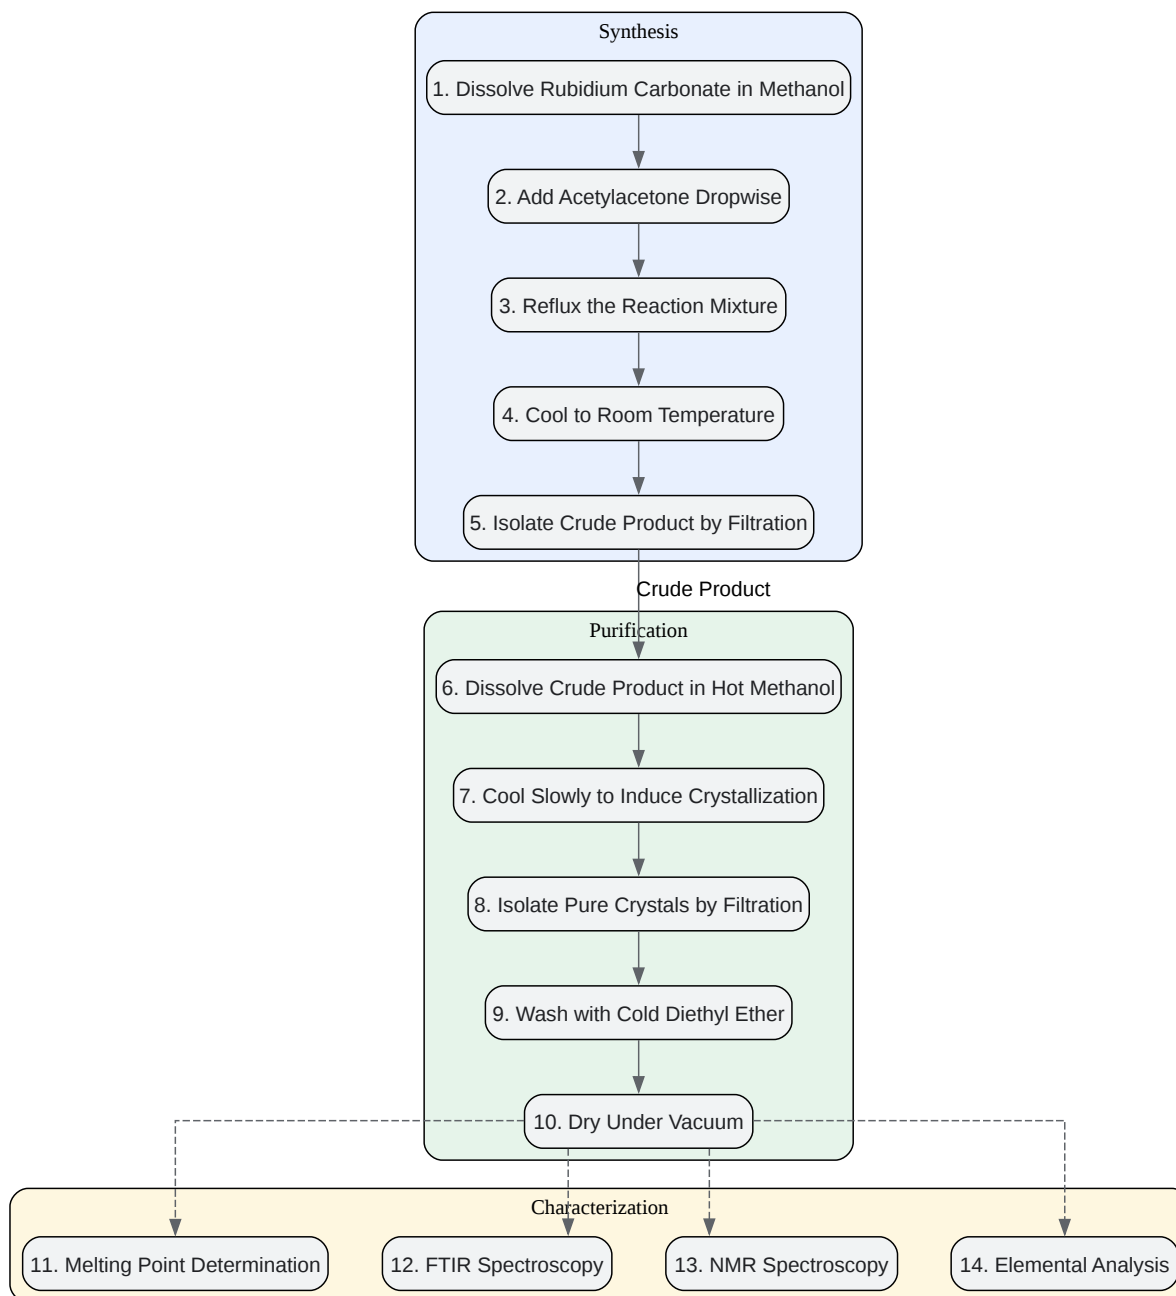 Synthesis
1. Dissolve Rubidium Carbonate in Methanol
2. Add Acetylacetone Dropwise
3. Reflux the Reaction Mixture
4. Cool to Room Temperature
5. Isolate Crude Product by Filtration
Crude Product
Purification
6. Dissolve Crude Product in Hot Methanol
7. Cool Slowly to Induce Crystallization
8. Isolate Pure Crystals by Filtration
9. Wash with Cold Diethyl Ether
10. Dry Under Vacuum
Characterization
11. Melting Point Determination
12. FTIR Spectroscopy
13. NMR Spectroscopy
14. Elemental Analysis